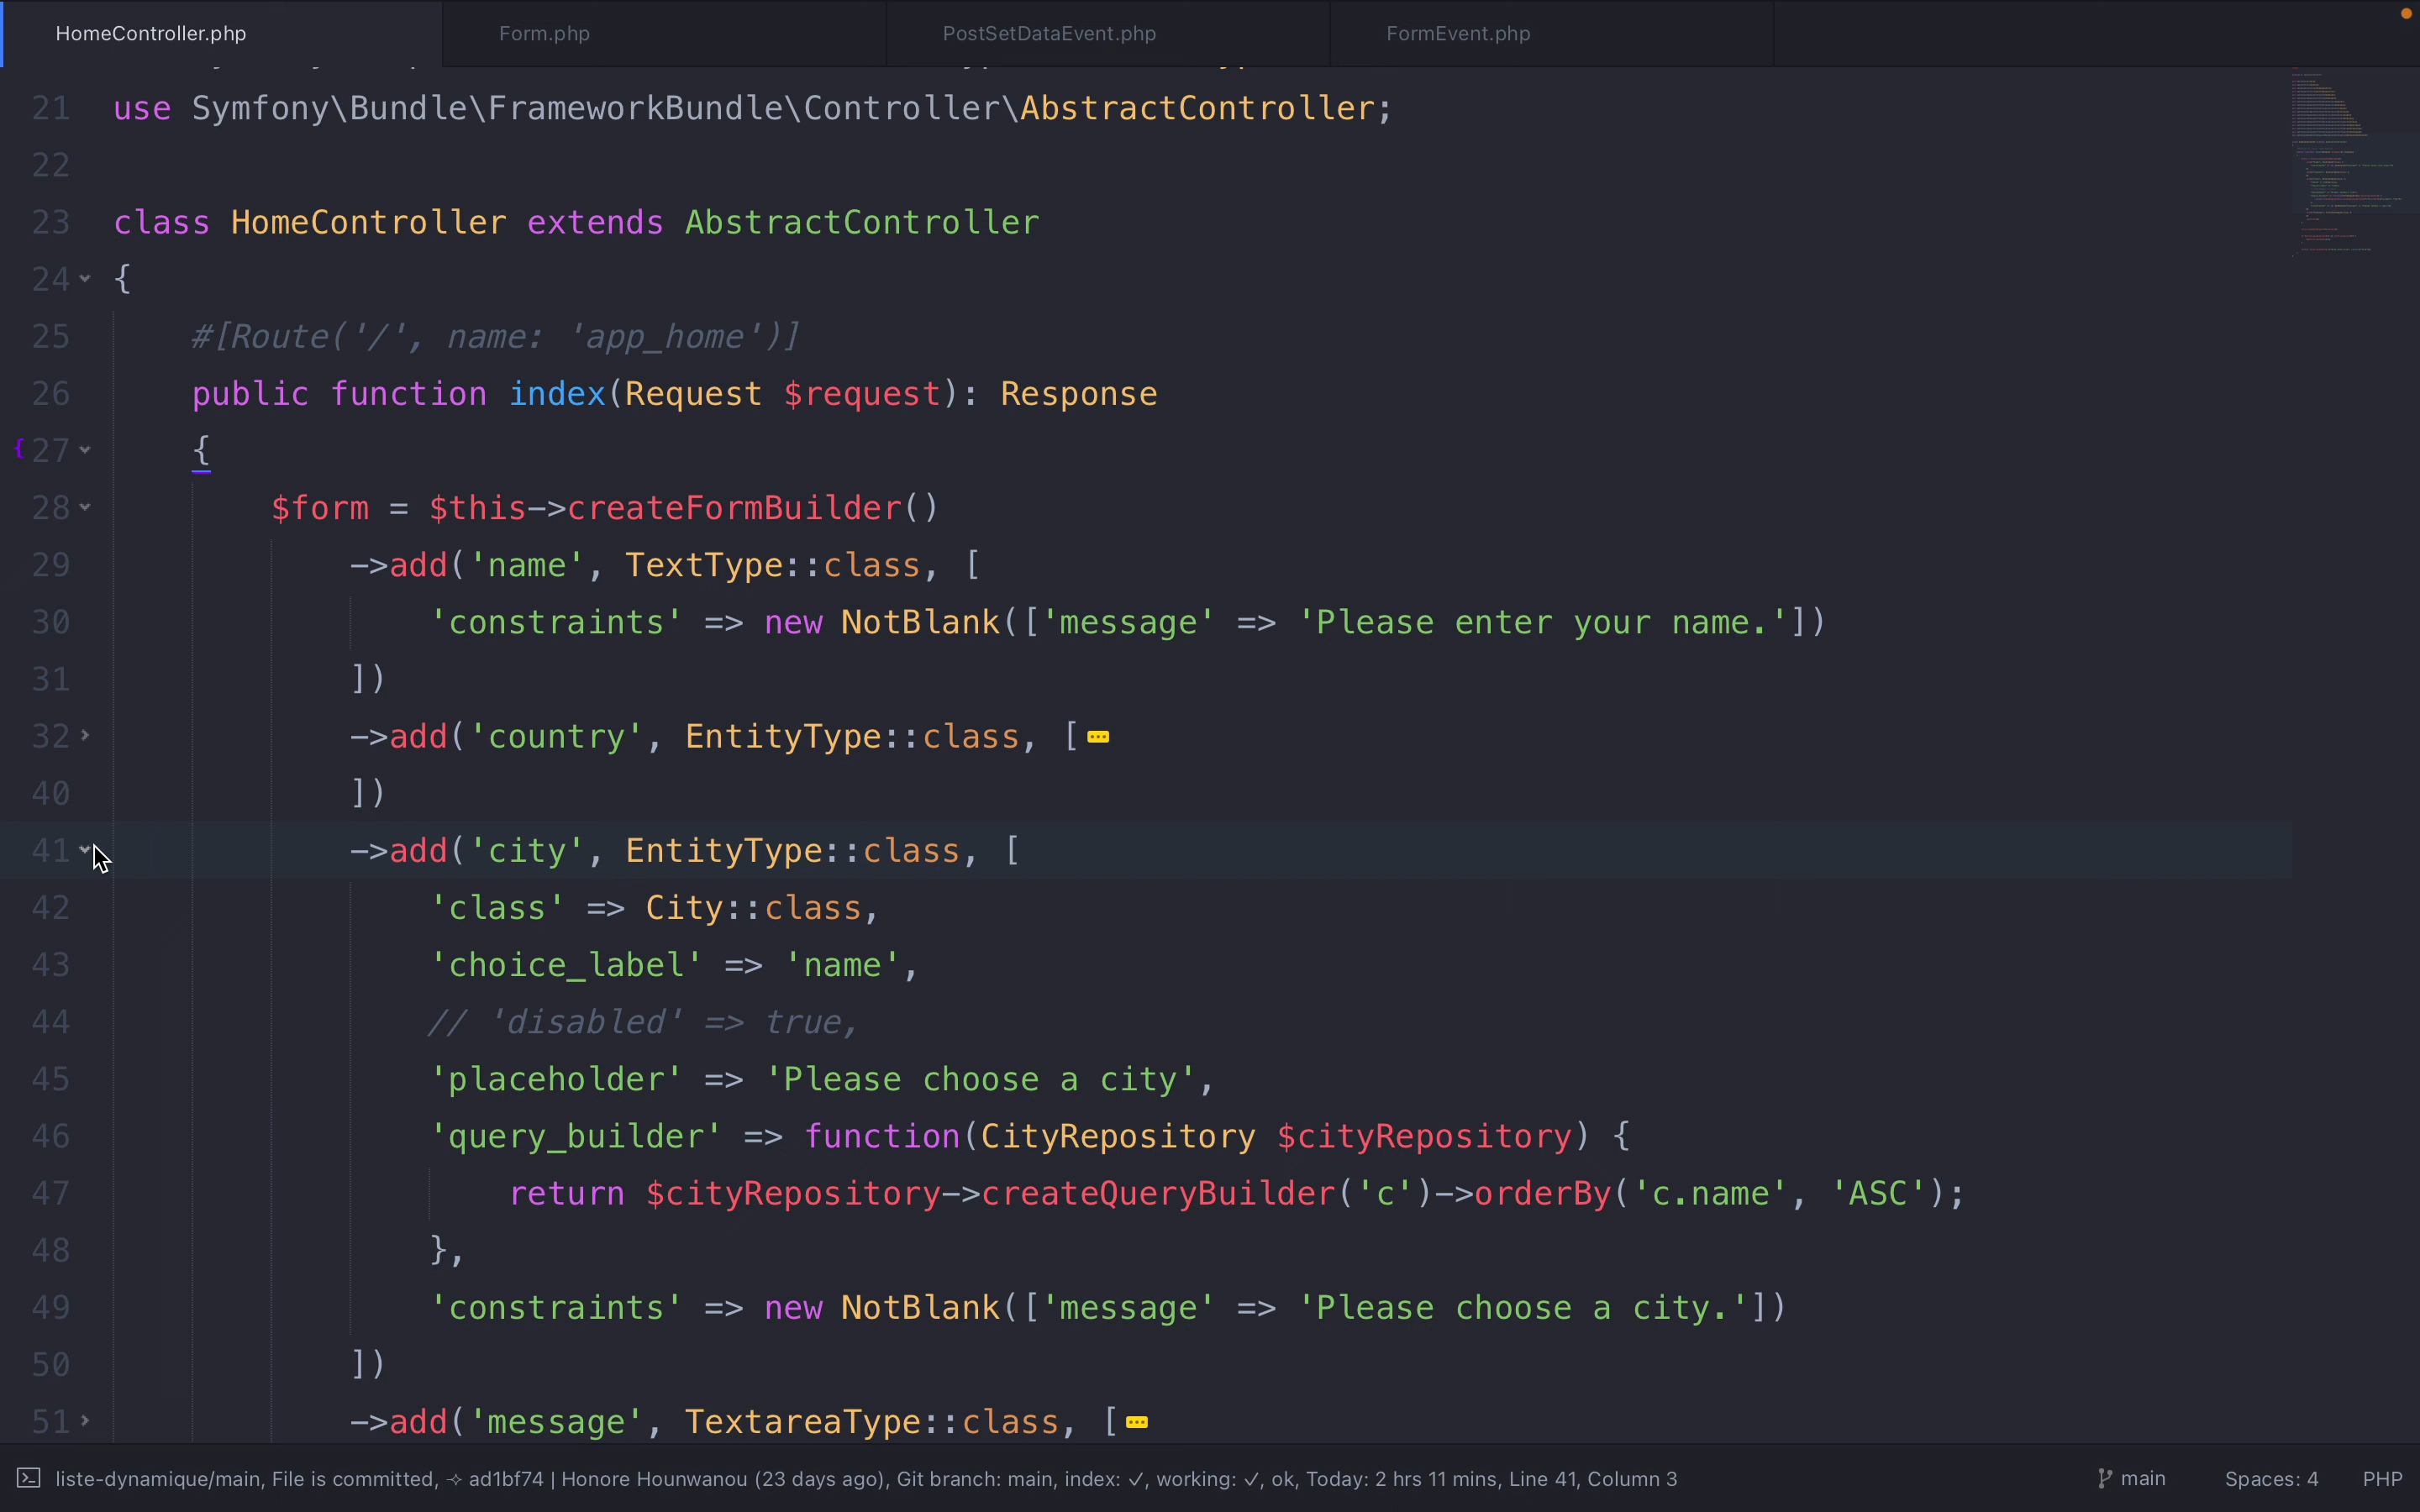 HomeController.php
Form.php
PostSetDataEvent.php
FormEvent.php
21 use Symfony\Bundle\FrameworkBundle\Controller\AbstractController;
22
23 class HomeController extends AbstractController
24 {
25 #[Route('/', name: 'app_home')]
26 public function index(Request $request): Response
27 {
28 $form = $this->createFormBuilder()
29 ->add('name', TextType::class, [
30 'constraints' => new NotBlank(['message' => 'Please enter your name.'])
31 ])
32 ->add('country', EntityType::class, [
40 ])
41 ->add('city', EntityType::class, [
42 'class' => City::class,
43 'choice_label' => 'name',
44 // 'disabled' => true,
45 'placeholder' => 'Please choose a city',
46 'query_builder' => function(CityRepository $cityRepository) {
47 return $cityRepository->createQueryBuilder('c')->orderBy('c.name', 'ASC');
48 },
49 'constraints' => new NotBlank(['message' => 'Please choose a city.'])
50 ])
51 ->add('message', TextareaType::class, [
liste-dynamique/main, File is committed, ⟢ ad1bf74 | Honore Hounwanou (23 days ago), Git branch: main, index: ✓, working: ✓, ok, Today: 2 hrs 11 mins, Line 41, Column 3
main
Spaces: 4
PHP